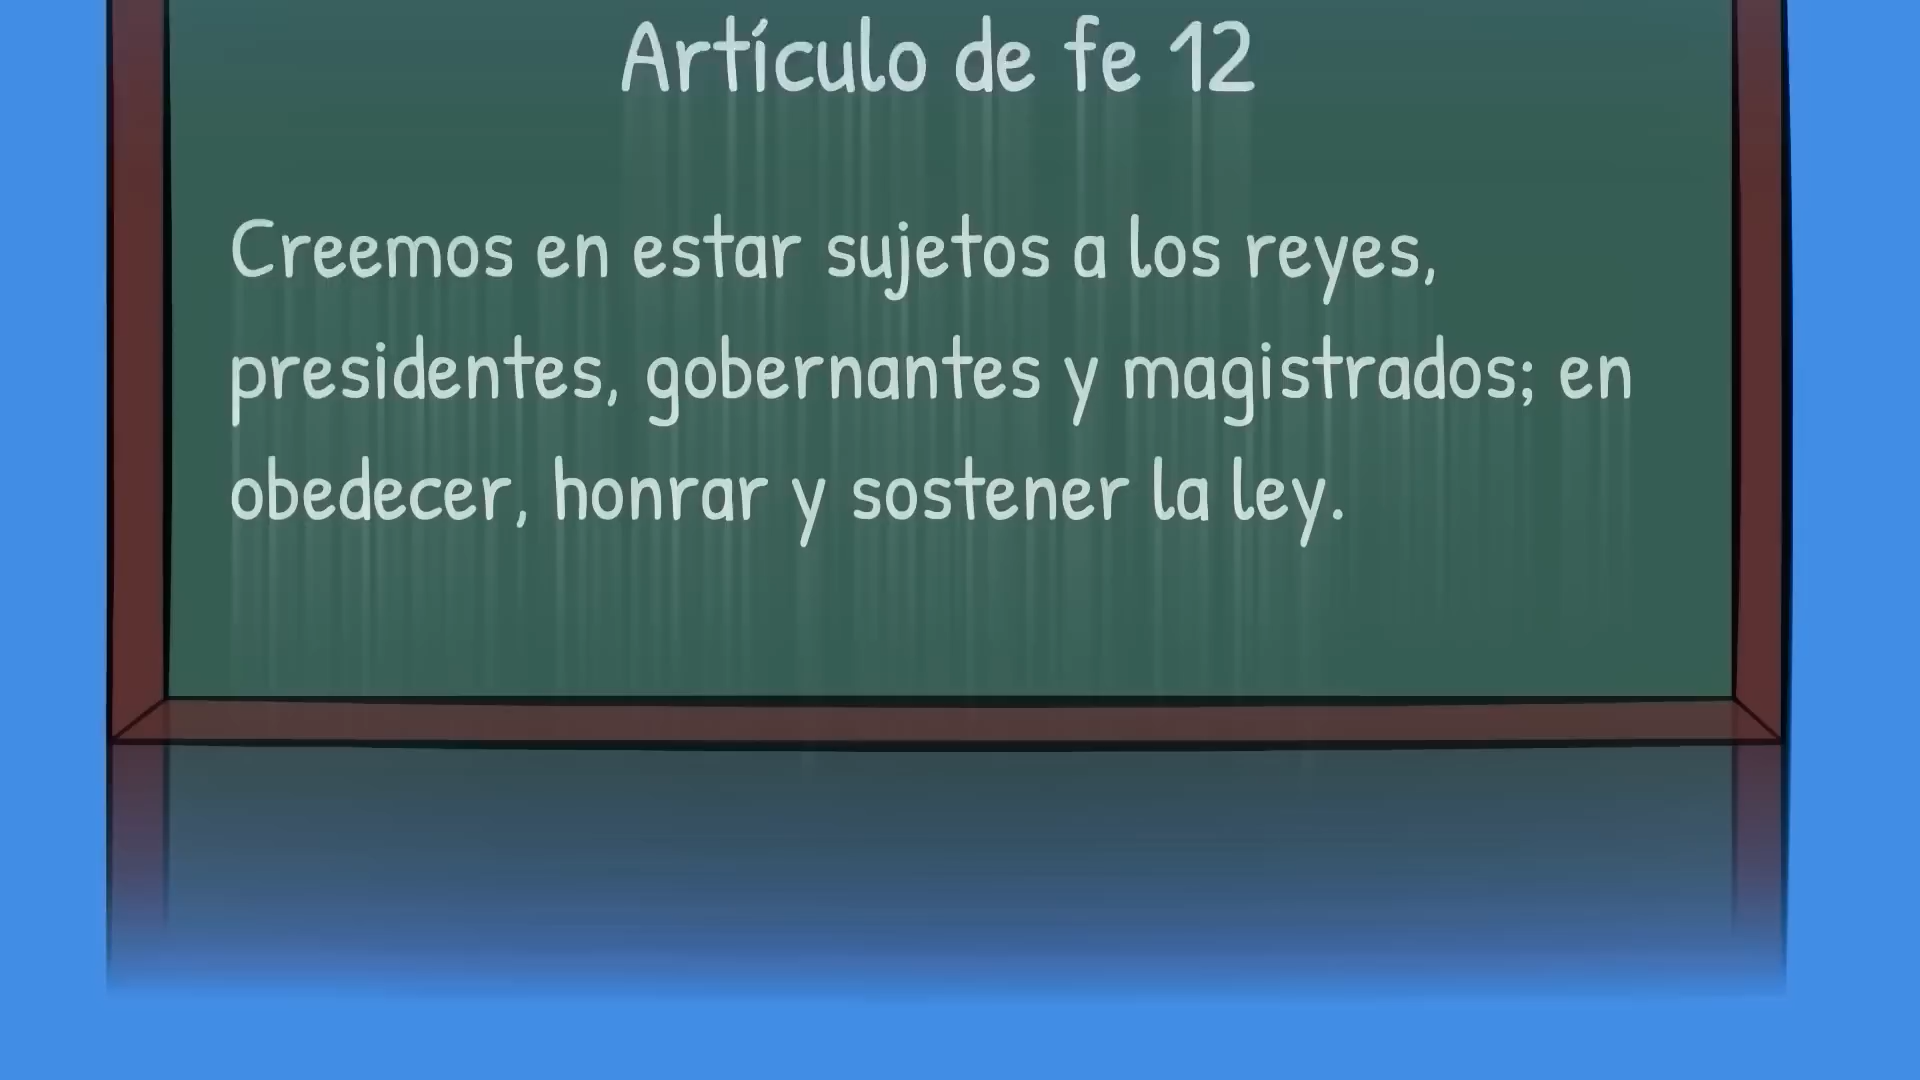 Artículo de fe 12
Creemos en estar sujetos a los reyes,
presidentes, gobernantes y magistrados; en
obedecer, honrar y sostener la ley.